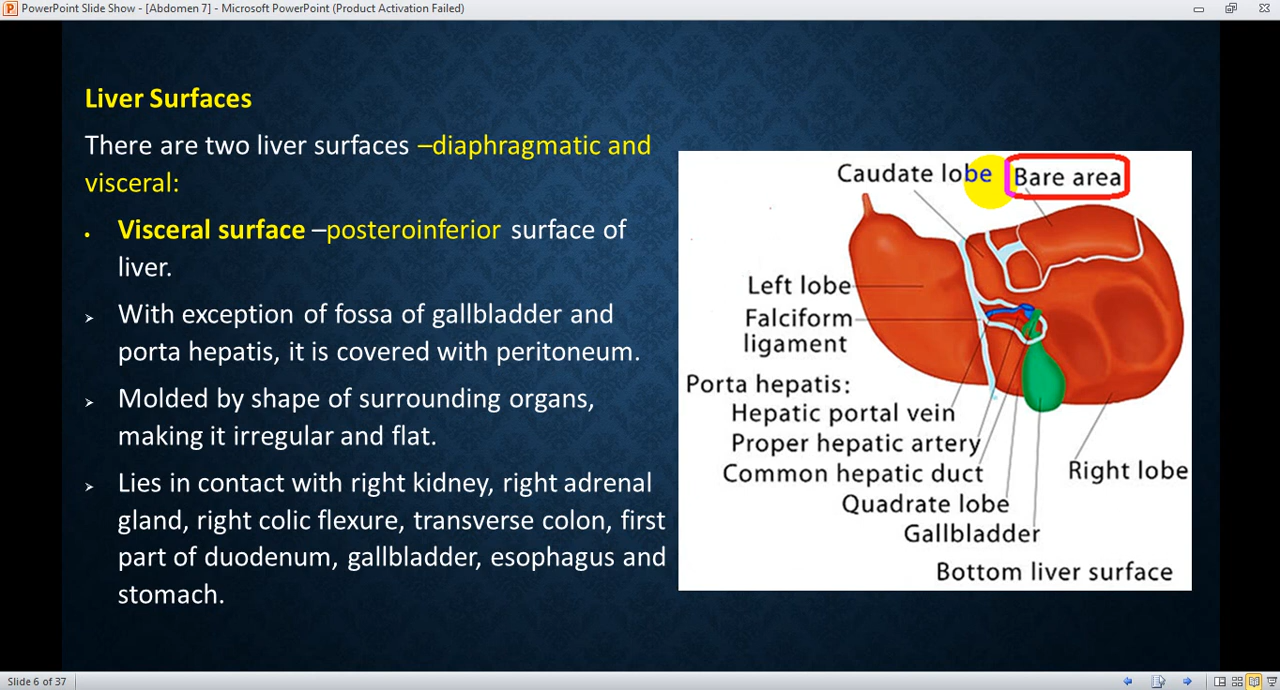 PowerPoint Slide Show - [Abdomen 7] - Microsoft PowerPoint (Product Activation Failed)
Liver Surfaces
There are two liver surfaces –diaphragmatic and
visceral:
• Visceral surface –posteroinferior surface of
liver.
➢ With exception of fossa of gallbladder and
porta hepatis, it is covered with peritoneum.
➢ Molded by shape of surrounding organs,
making it irregular and flat.
➢ Lies in contact with right kidney, right adrenal
gland, right colic flexure, transverse colon, first
part of duodenum, gallbladder, esophagus and
stomach.
Caudate lobe
Bare area
Left lobe
Falciform
ligament
Porta hepatis:
Hepatic portal vein
Proper hepatic artery
Common hepatic duct
Right lobe
Quadrate lobe
Gallbladder
Bottom liver surface
Slide 6 of 37